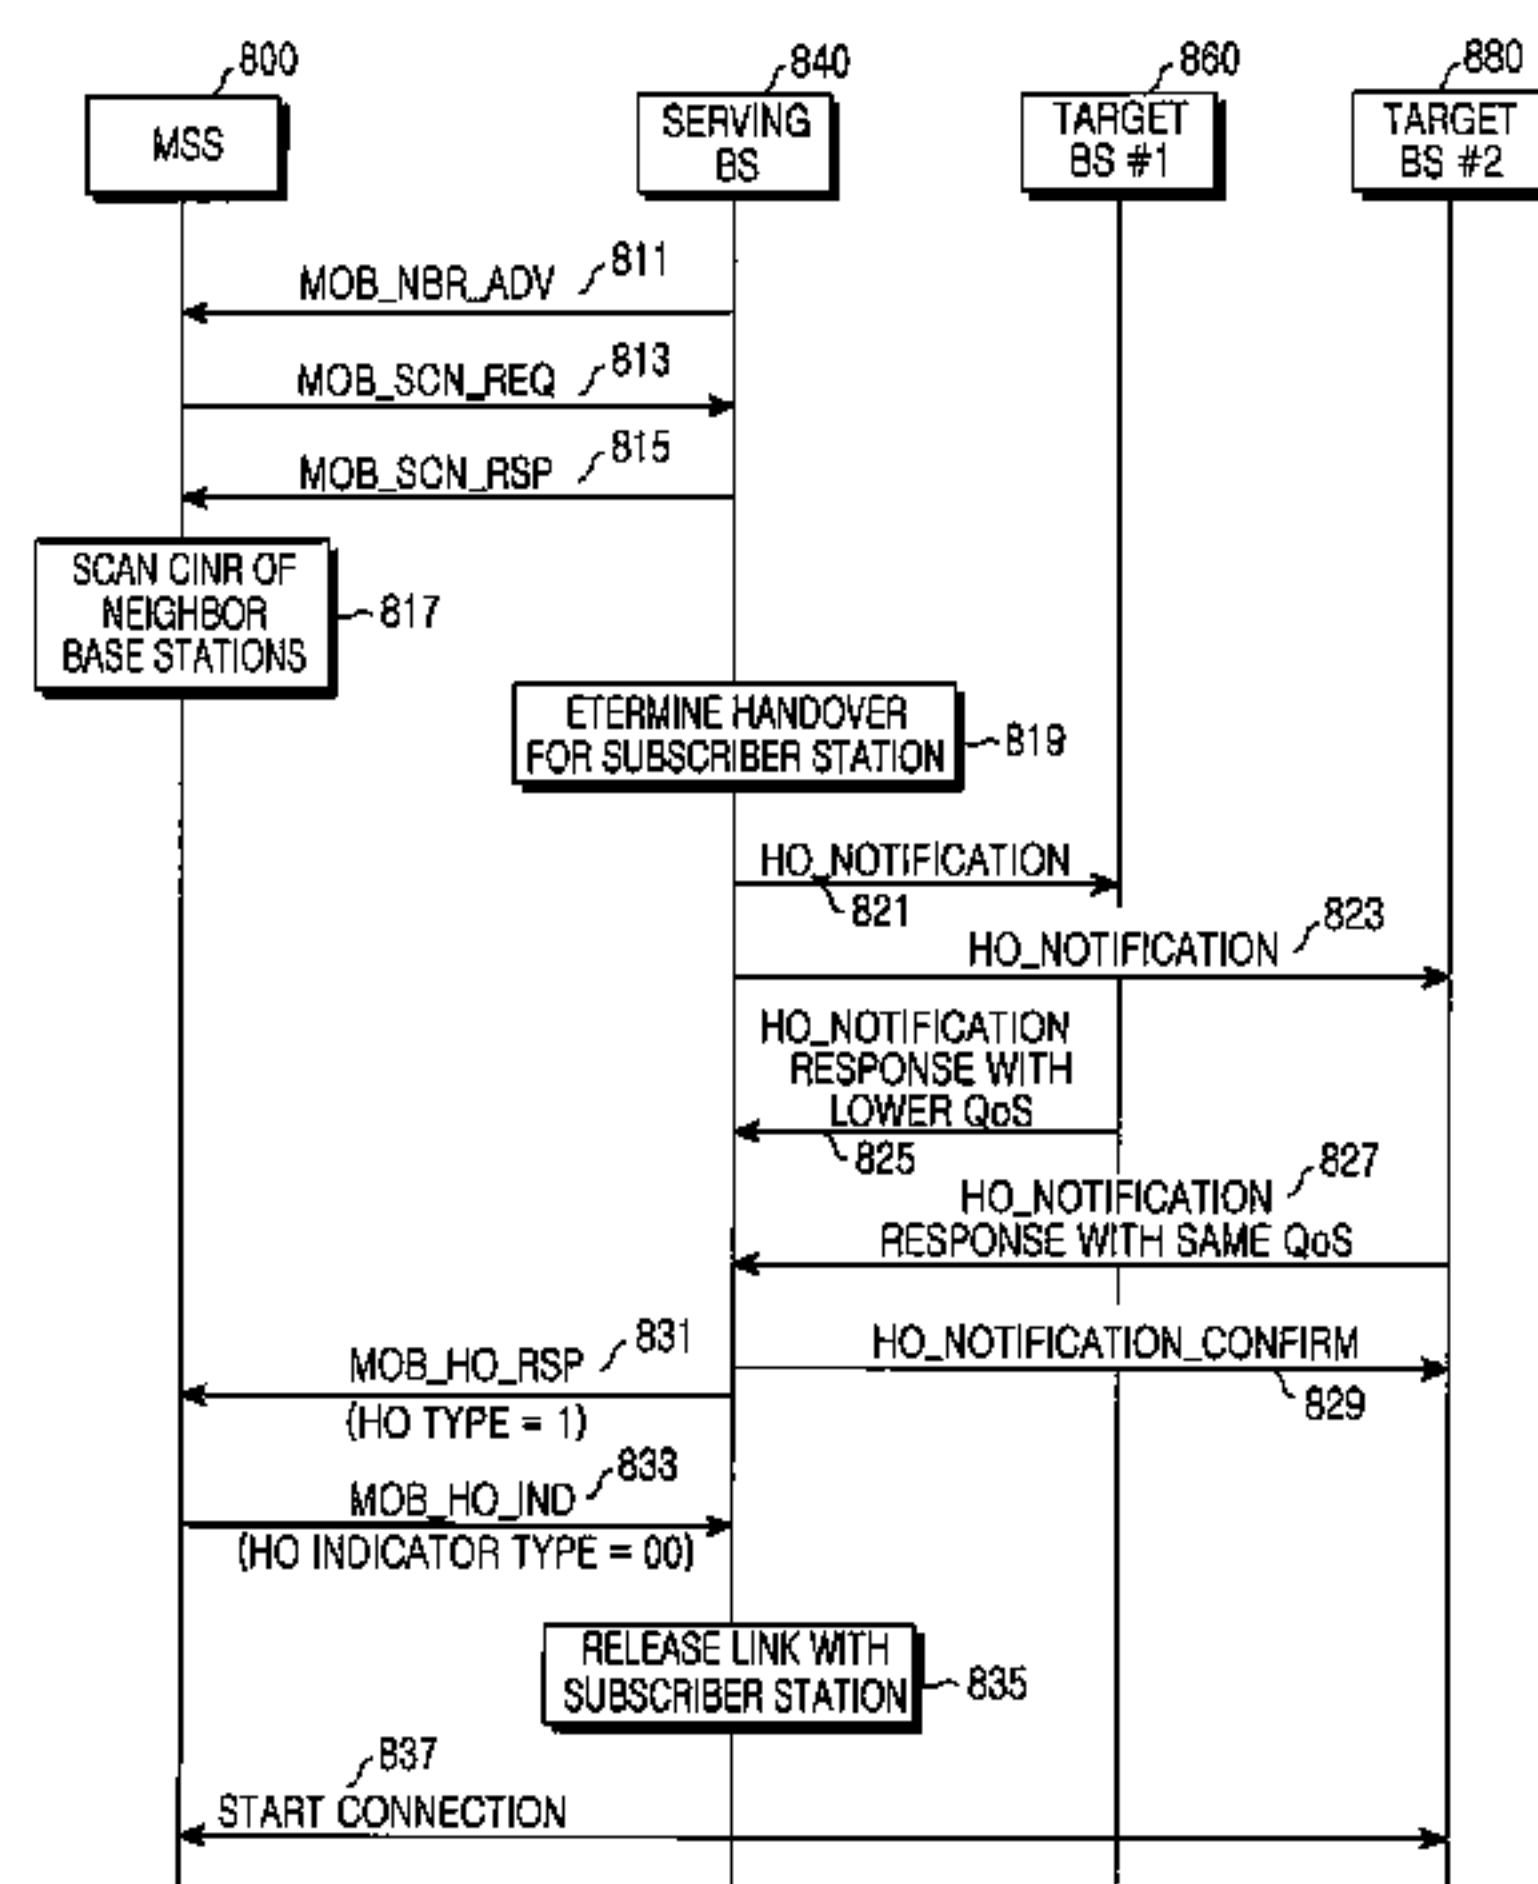 800
840
860
880
MSS
SERVING
BS
TARGET
BS #1
TARGET
BS #2
MOB_NBR_ADV 811
MOB_SCN_REQ 813
MOB_SCN_RSP 815
SCAN CINR OF
NEIGHBOR
BASE STATIONS
817
ETERMINE HANDOVER
FOR SUBSCRIBER STATION
819
HO_NOTIFICATION
821
HO_NOTIFICATION 823
HO_NOTIFICATION
RESPONSE WITH
LOWER QoS
825
HO_NOTIFICATION 827
RESPONSE WITH SAME QoS
HO_NOTIFICATION_CONFIRM
829
MOB_HO_RSP 831
(HO TYPE = 1)
MOB_HO_IND 833
(HO INDICATOR TYPE = 00)
RELEASE LINK WITH
SUBSCRIBER STATION
835
837
START CONNECTION